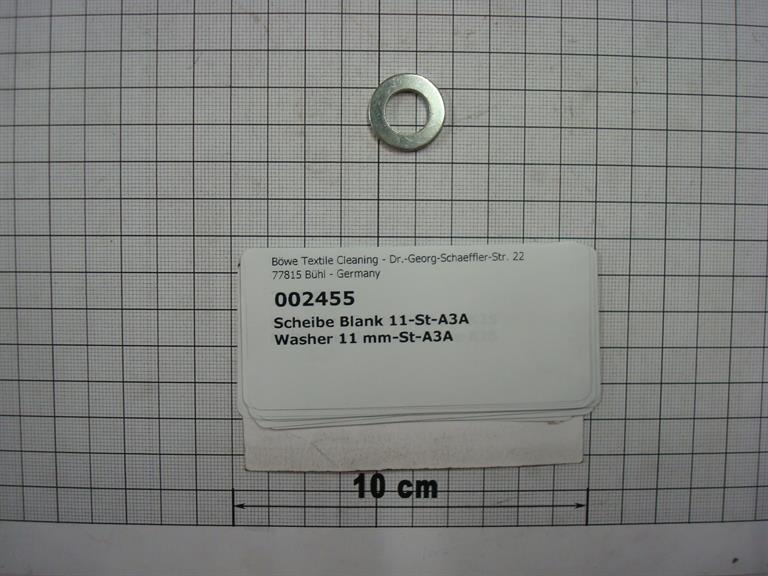 Böwe Textile Cleaning - Dr.-Georg-Schaeffler-Str. 22
77815 Bühl - Germany
002455
Scheibe Blank 11-St-A3A
Washer 11 mm-St-A3A
10 cm